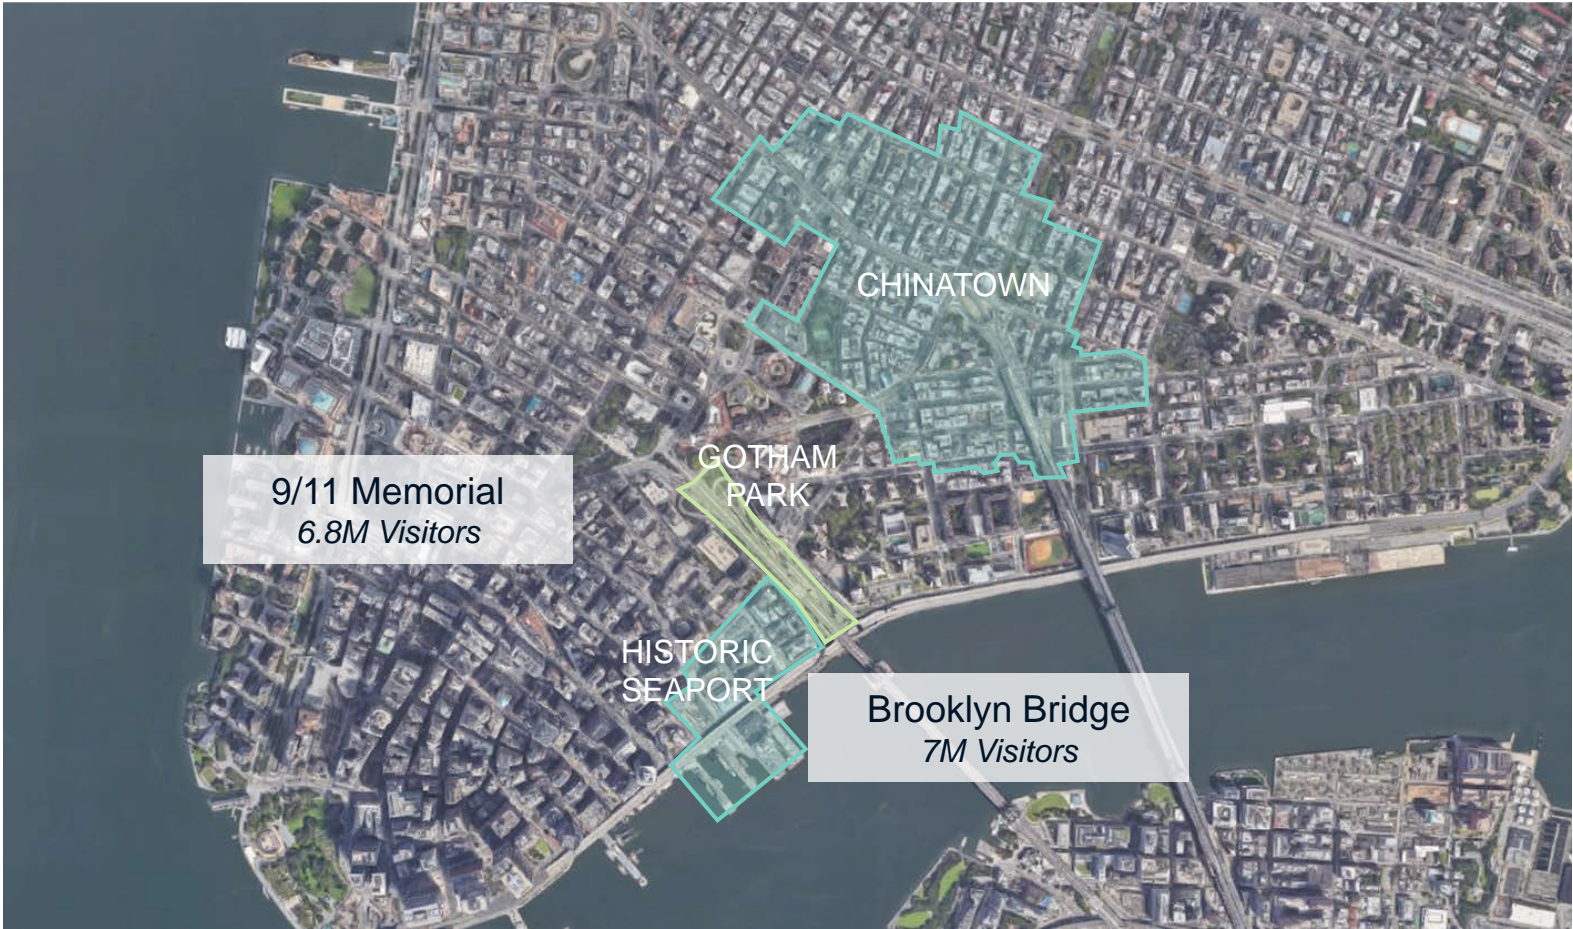 CHINATOWN
GOTHAM
PARK
9/11 Memorial
6.8M Visitors
HISTORIC
SEAPORT
Brooklyn Bridge
7M Visitors